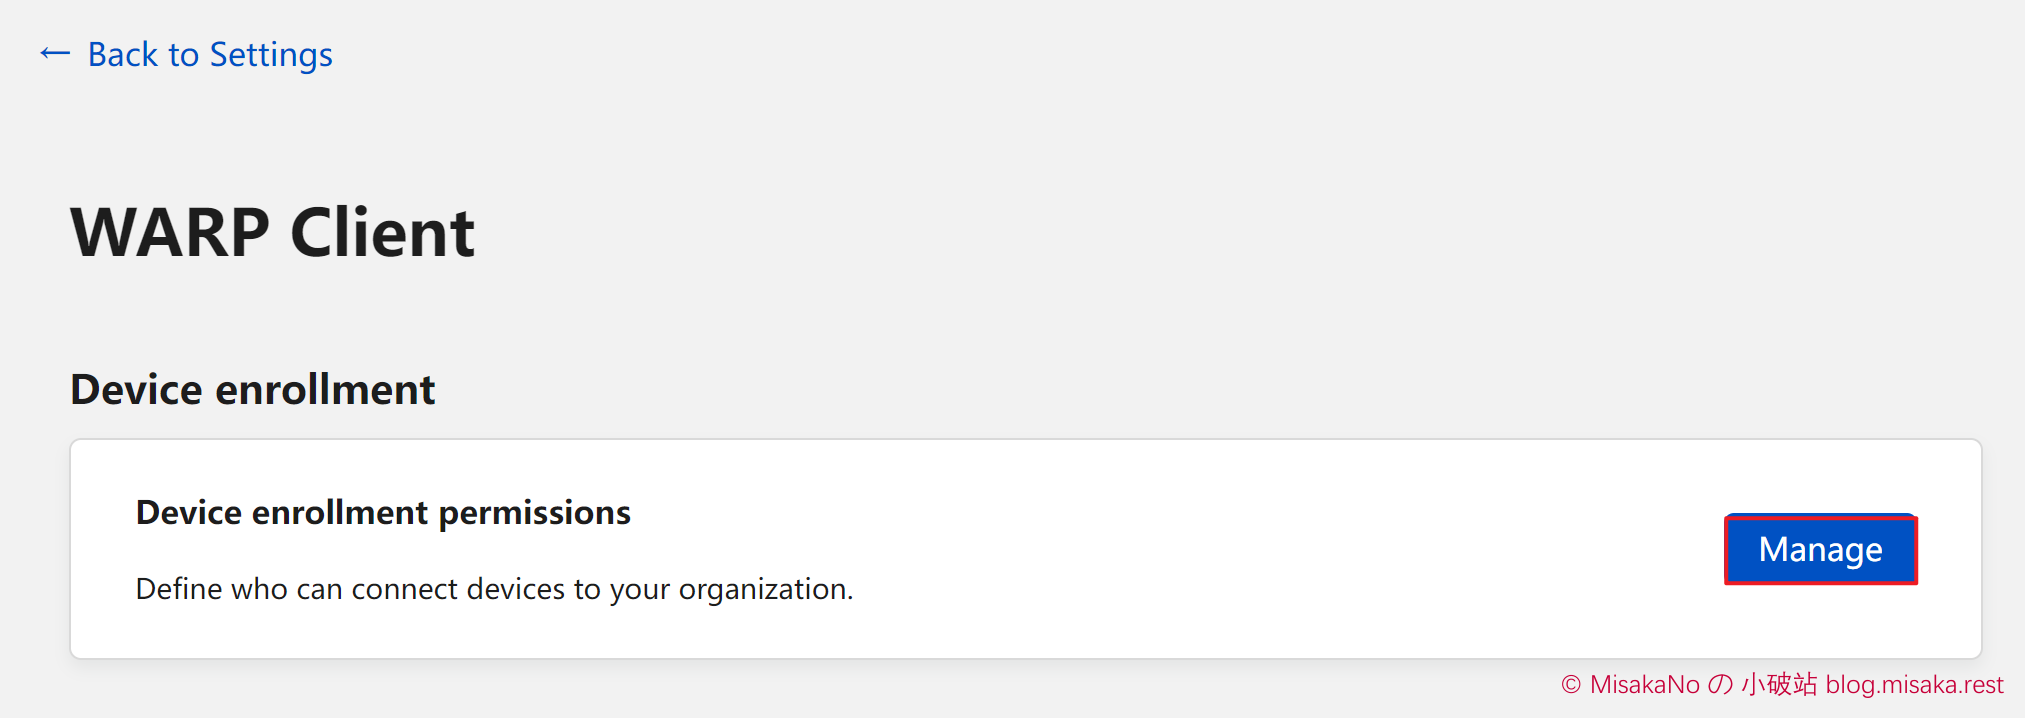 ← Back to Settings
WARP Client
Device enrollment
Device enrollment permissions
Manage
Define who can connect devices to your organization.
© MisakaNo の 小破站 blog.misaka.rest